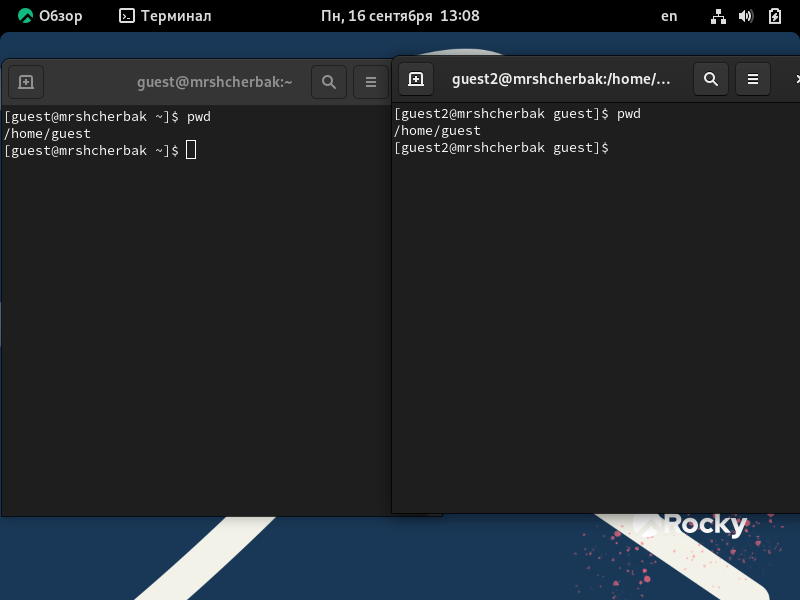 Обзор
Терминал
Пн, 16 сентября 13:08
en
guest@mrshcherbak:~
[guest@mrshcherbak ~]$ pwd
/home/guest
[guest@mrshcherbak ~]$
guest2@mrshcherbak:/home/...
[guest2@mrshcherbak guest]$ pwd
/home/guest
[guest2@mrshcherbak guest]$
Rocky